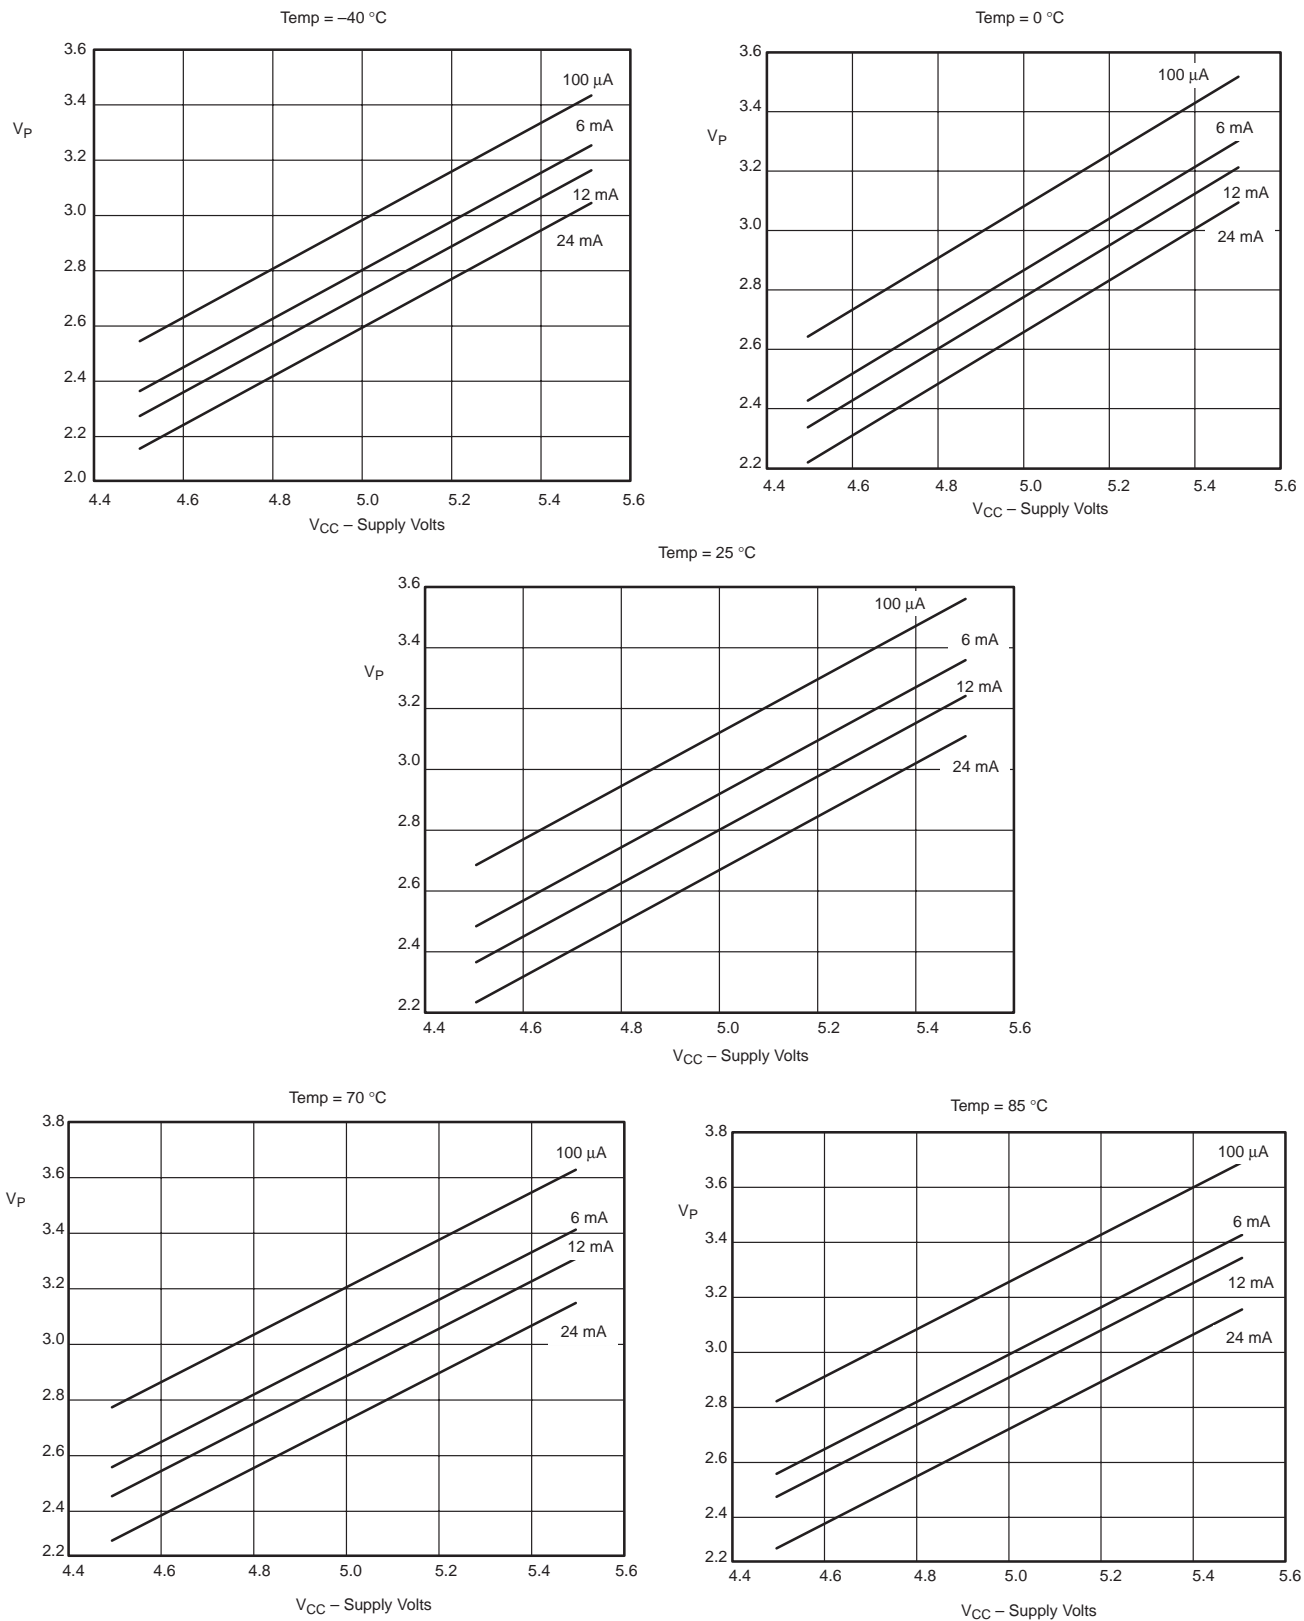 Temp = –40 °C
3.6
3.4
3.2
3.0
2.8
2.6
2.4
2.2
2.0
VP
100 μA
6 mA
12 mA
24 mA
4.4 4.6 4.8 5.0 5.2 5.4 5.6
VCC – Supply Volts
Temp = 0 °C
3.6
3.4
3.2
3.0
2.8
2.6
2.4
2.2
VP
100 μA
6 mA
12 mA
24 mA
4.4 4.6 4.8 5.0 5.2 5.4 5.6
VCC – Supply Volts
Temp = 25 °C
3.6
3.4
3.2
3.0
2.8
2.6
2.4
2.2
VP
100 μA
6 mA
12 mA
24 mA
4.4 4.6 4.8 5.0 5.2 5.4 5.6
VCC – Supply Volts
Temp = 70 °C
3.8
3.6
3.4
3.2
3.0
2.8
2.6
2.4
2.2
VP
100 μA
6 mA
12 mA
24 mA
4.4 4.6 4.8 5.0 5.2 5.4 5.6
VCC – Supply Volts
Temp = 85 °C
3.8
3.6
3.4
3.2
3.0
2.8
2.6
2.4
2.2
VP
100 μA
6 mA
12 mA
24 mA
4.4 4.6 4.8 5.0 5.2 5.4 5.6
VCC – Supply Volts